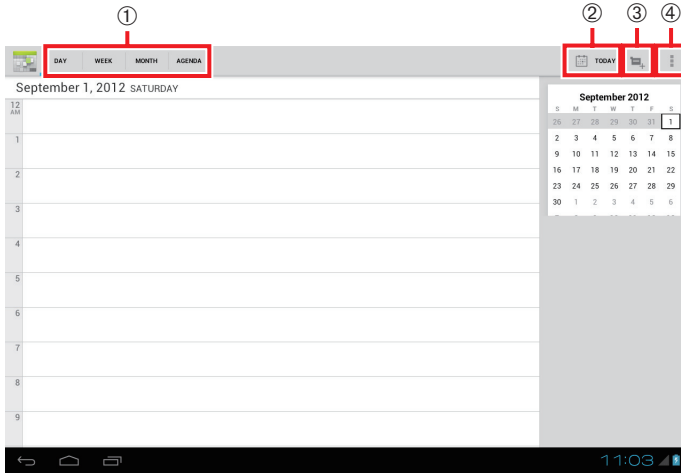 ① ② ③ ④
DAY WEEK MONTH AGENDA TODAY
September 1, 2012 SATURDAY
12
AM
1
2
3
4
5
6
7
8
9
September 2012
S M T W T F S
26 27 28 29 30 31 1
2 3 4 5 6 7 8
9 10 11 12 13 14 15
16 17 18 19 20 21 22
23 24 25 26 27 28 29
30 1 2 3 4 5 6
11:03